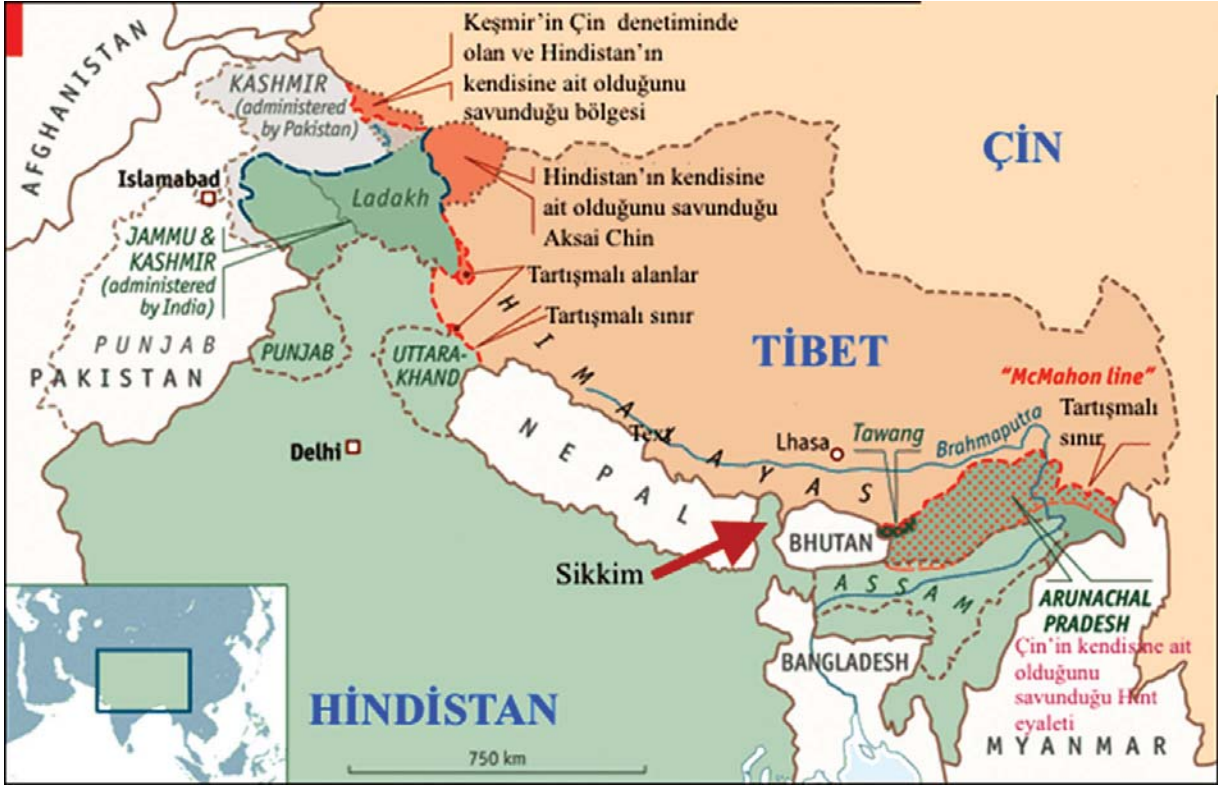 Keşmir’in Çin denetiminde
olan ve Hindistan’ın
kendisine ait olduğunu
savunduğu bölgesi
AFGHANISTAN
KASHMIR
(administered
by Pakistan)
ÇİN
Islamabad
Ladakh
Hindistan’ın kendisine
ait olduğunu savunduğu
Aksai Chin
JAMMU &
KASHMIR
(administered
by India)
Tartışmalı alanlar
Tartışmalı sınır
PUNJAB
PAKISTAN
PUNJAB
UTTARA-
KHAND
HIMALAYAS
TİBET
"McMahon line"
Tartışmalı
sınır
NEPAL
Text
Delhi
Lhasa
Tawang
Brahmaputra
BHUTAN
Sikkim
ASSAM
ARUNACHAL
PRADESH
Çin’in kendisine ait
olduğunu
savunduğu Hint
eyaleti
BANGLADESH
HİNDİSTAN
MYANMAR
750 km